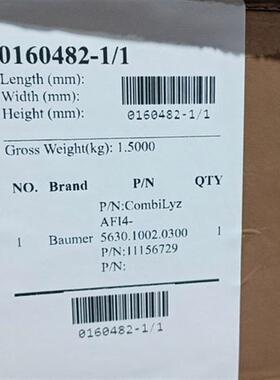 0160482-1/1
Length (mm):
Width (mm):
Height (mm):
0160482-1/1
Gross Weight(kg): 1.5000
NO. Brand P/N QTY
P/N:CombiLyz
AFI4-
1 Baumer 5630.1002.0300 1
P/N:11156729
P/N:
0160482-1/1